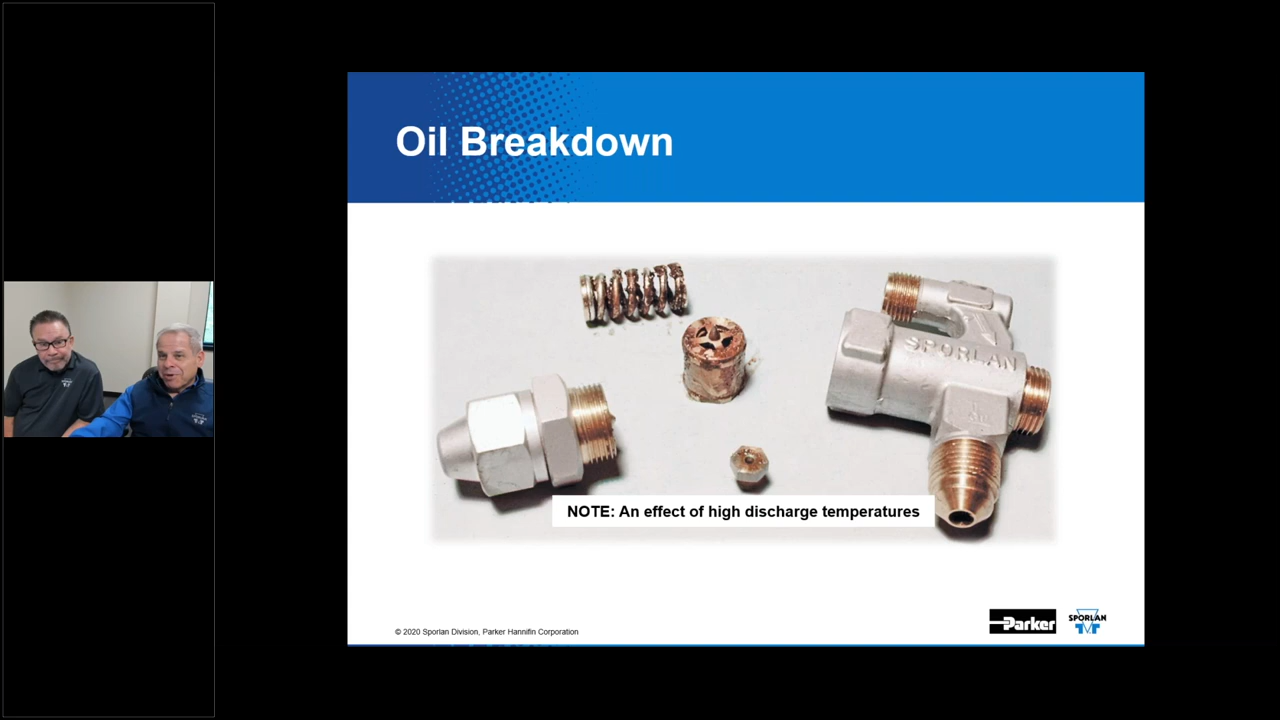 Oil Breakdown
SPORLAN
NOTE: An effect of high discharge temperatures
© 2020 Sporlan Division, Parker Hannifin Corporation
Parker
SPORLAN